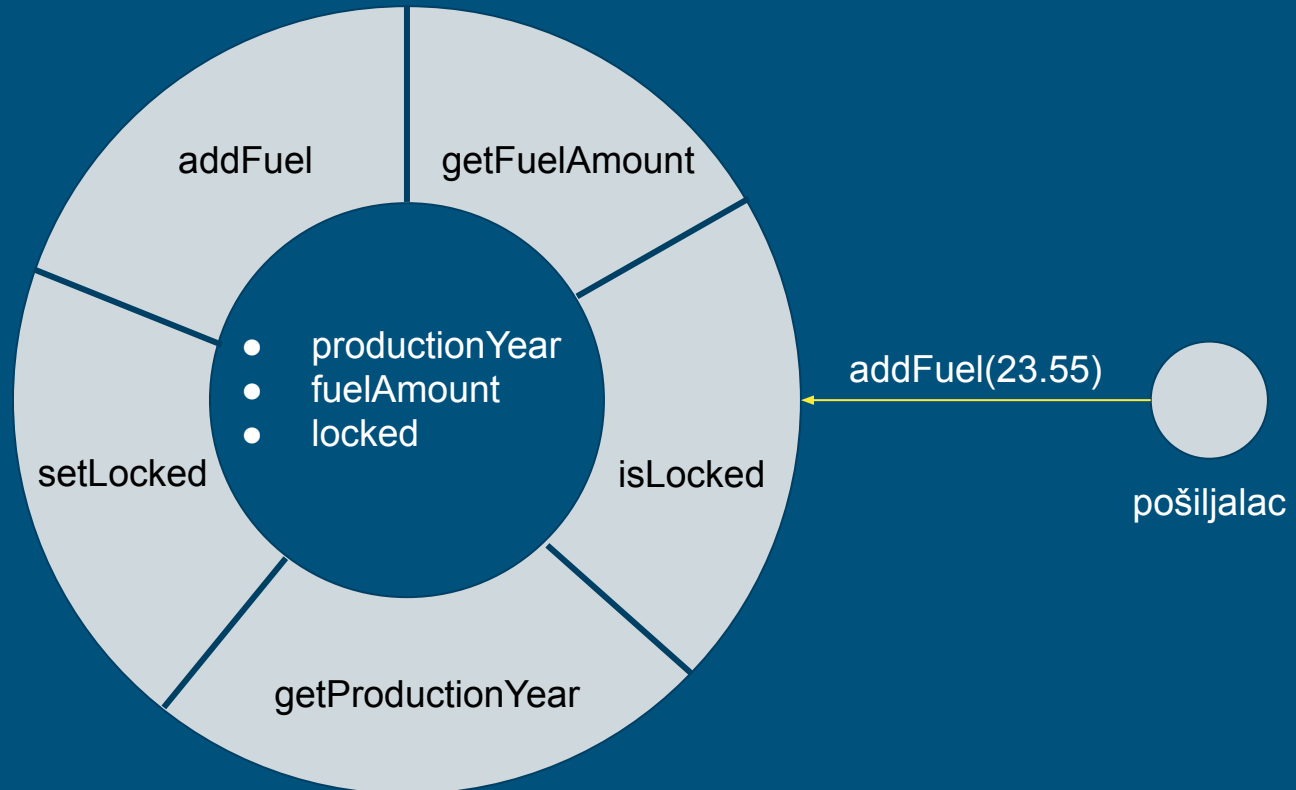 addFuel
getFuelAmount
● productionYear
● fuelAmount
● locked
addFuel(23.55)
setLocked
isLocked
pošiljalac
getProductionYear